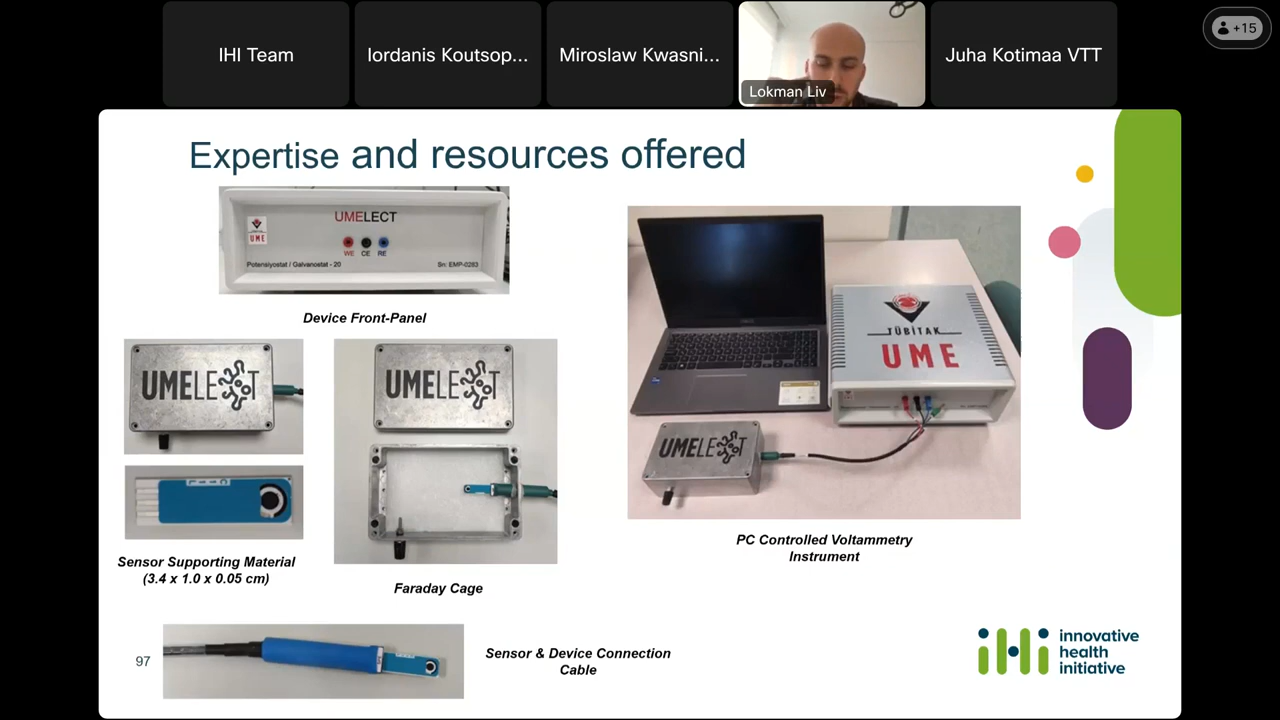 IHI Team
Iordanis Koutsop...
Miroslaw Kwasni...
Lokman Liv
Juha Kotimaa VTT
+15
Expertise and resources offered
UMELECT
UME
WE CE RE
Potensiyostat / Galvanostat - 20
Sn: EMP-0283
Device Front-Panel
UMELECT
UMELECT
Sensor Supporting Material
(3.4 x 1.0 x 0.05 cm)
Faraday Cage
TÜBİTAK
UME
UMELECT
PC Controlled Voltammetry
Instrument
97
Sensor & Device Connection
Cable
iHi innovative
health
initiative